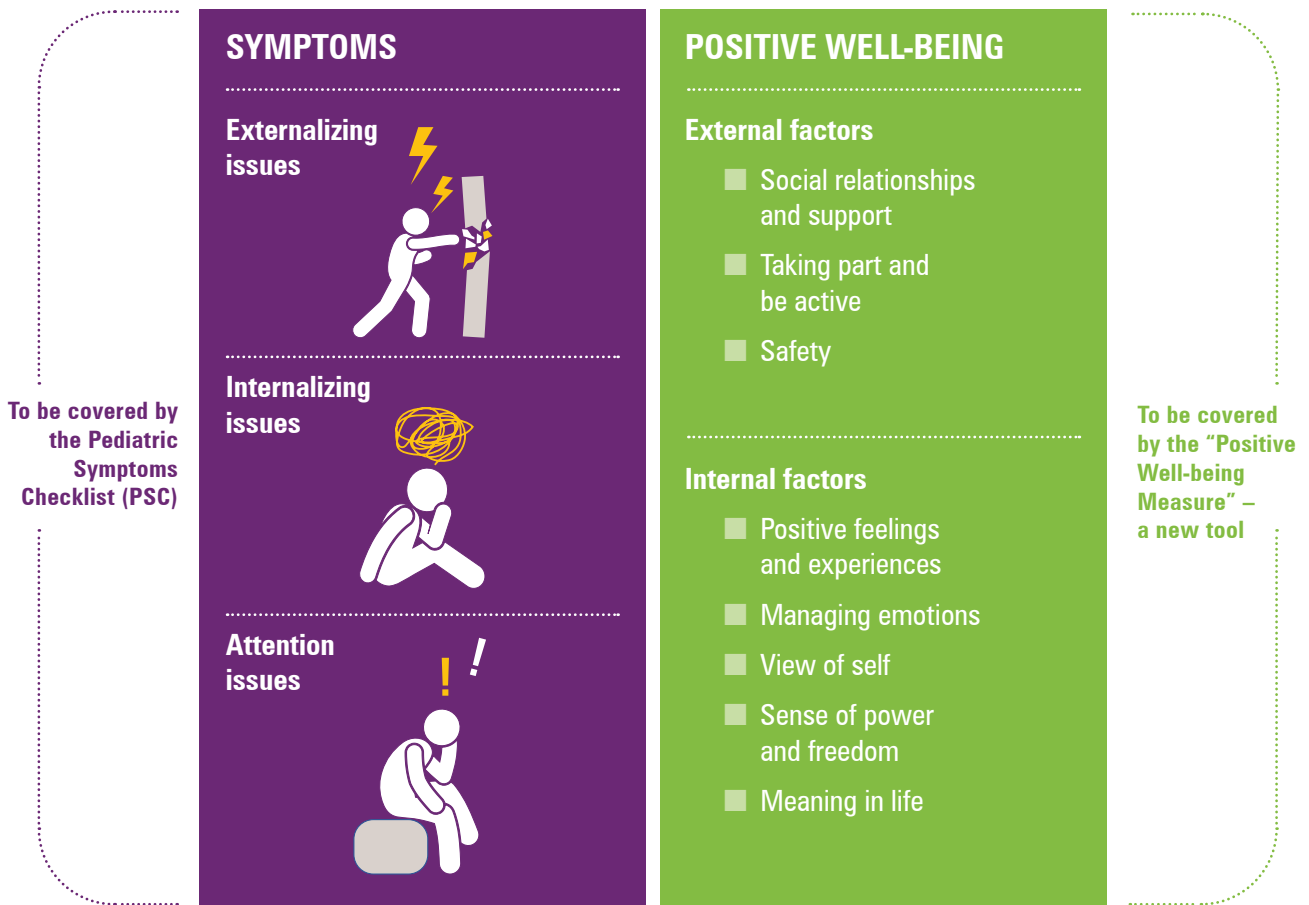 To be covered by
the Pediatric
Symptoms
Checklist (PSC)
SYMPTOMS
Externalizing
issues
Internalizing
issues
Attention
issues
! !
POSITIVE WELL-BEING
External factors
Social relationships
and support
Taking part and
be active
Safety
Internal factors
Positive feelings
and experiences
Managing emotions
View of self
Sense of power
and freedom
Meaning in life
To be covered
by the “Positive
Well-being
Measure” –
a new tool